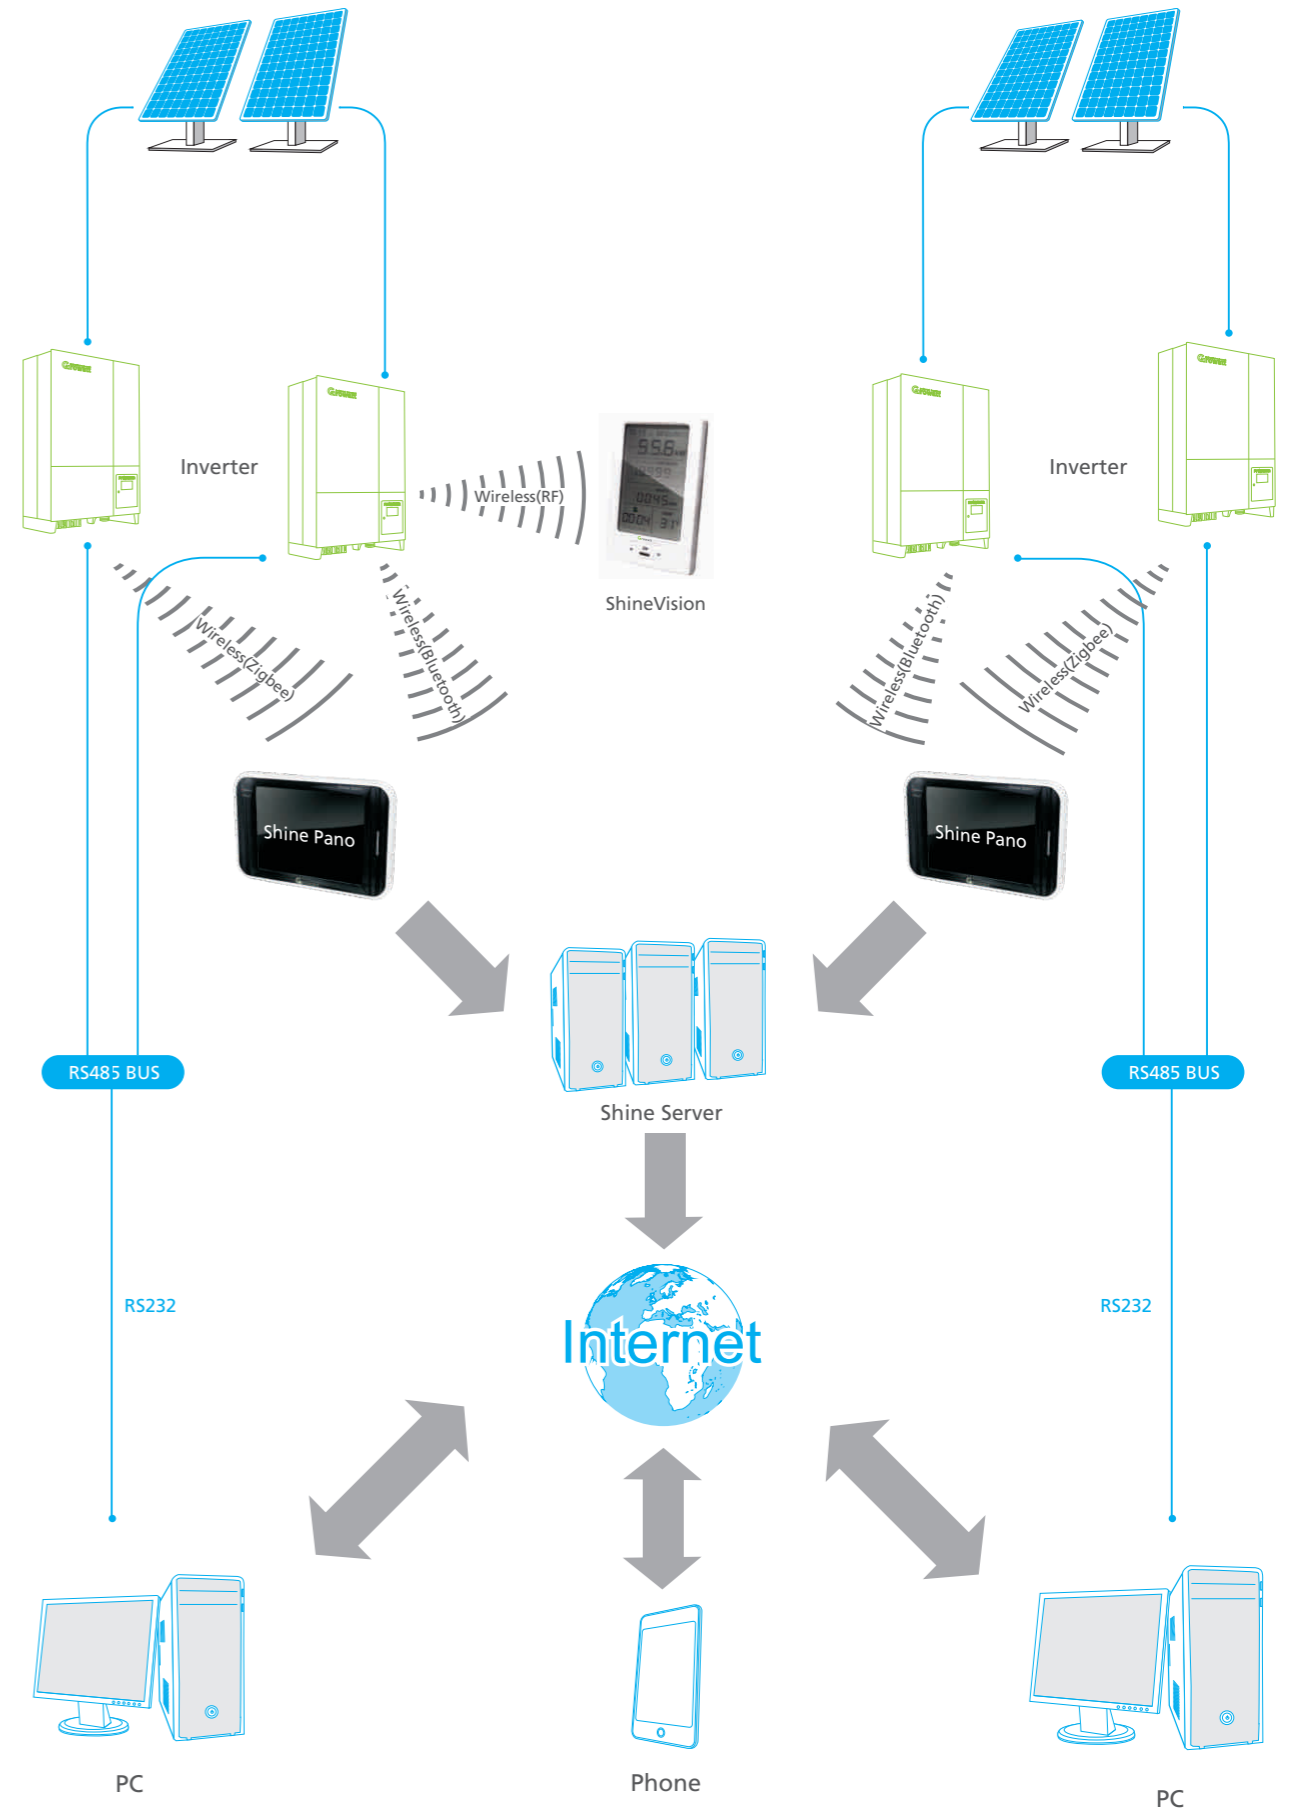 Inverter
Inverter
Wireless(RF)
ShineVision
Wireless(Zigbee)
Wireless(Bluetooth)
Wireless(Bluetooth)
Wireless(Zigbee)
Shine Pano
Shine Pano
RS485 BUS
RS485 BUS
Shine Server
RS232
RS232
Internet
PC
Phone
PC